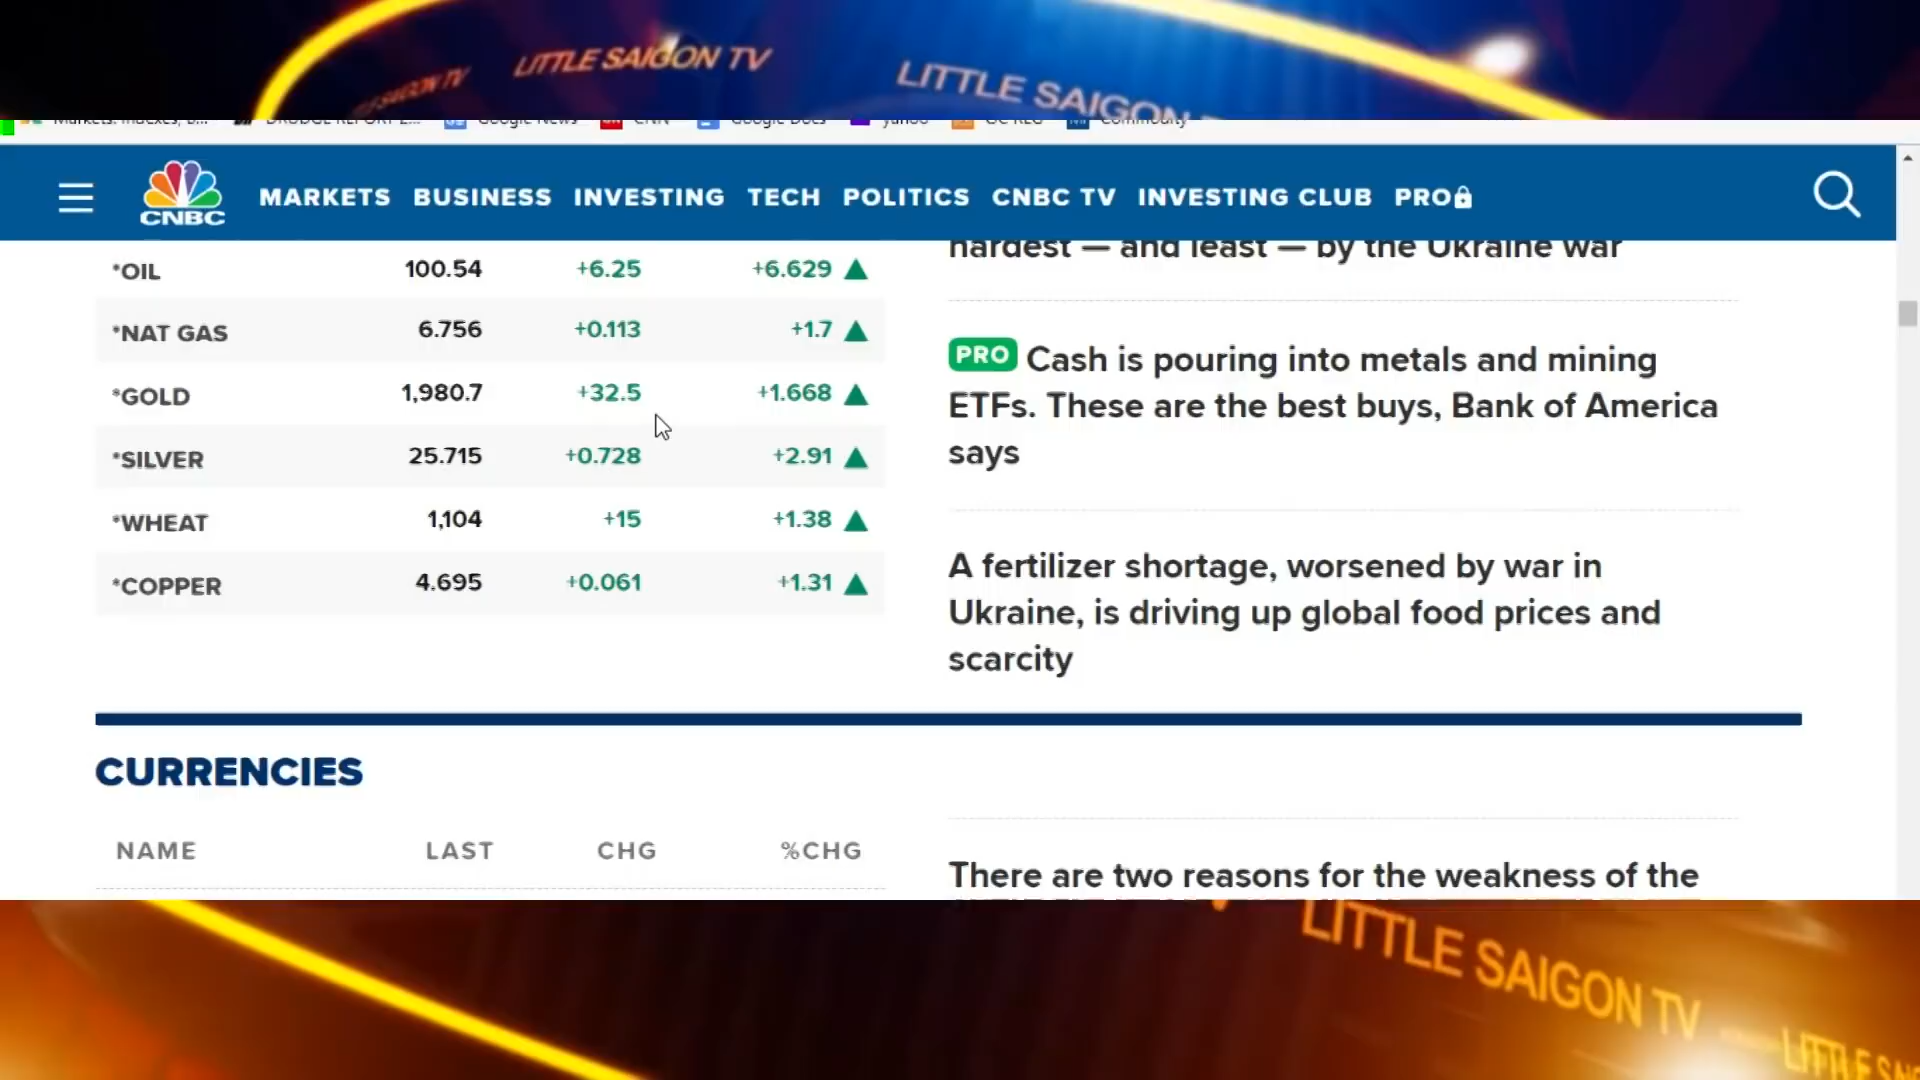 LITTLE SAIGON TV
LITTLE SAIGON TV
LITTLE SAIGON
CNBC
MARKETS BUSINESS INVESTING TECH POLITICS CNBC TV INVESTING CLUB PRO
*OIL 100.54 +6.25 +6.629
*NAT GAS 6.756 +0.113 +1.7
*GOLD 1,980.7 +32.5 +1.668
*SILVER 25.715 +0.728 +2.91
*WHEAT 1,104 +15 +1.38
*COPPER 4.695 +0.061 +1.31
hardest — and least — by the Ukraine war
PRO Cash is pouring into metals and mining
ETFs. These are the best buys, Bank of America
says
A fertilizer shortage, worsened by war in
Ukraine, is driving up global food prices and
scarcity
CURRENCIES
NAME LAST CHG %CHG
There are two reasons for the weakness of the
LITTLE SAIGON TV